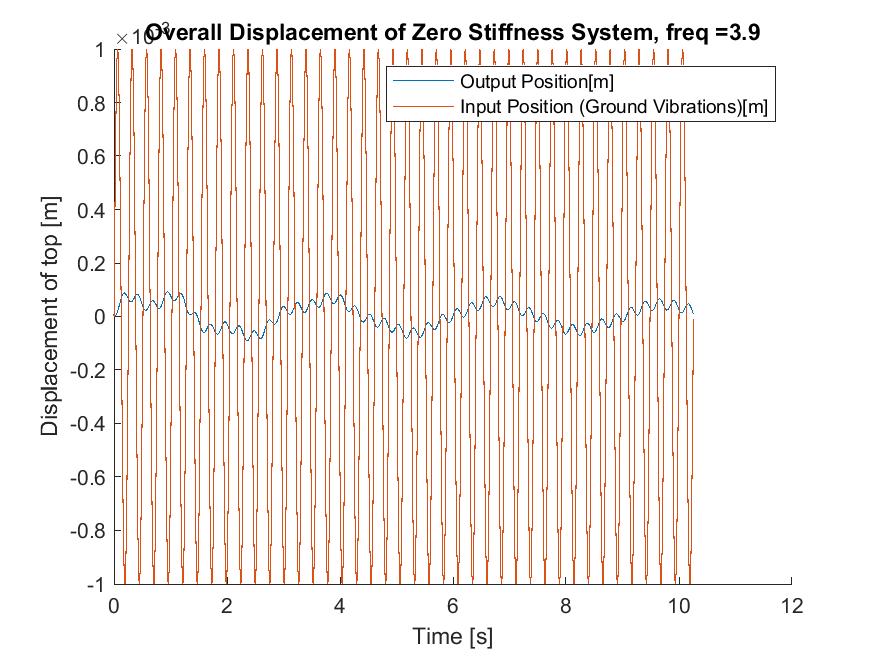 Overall Displacement of Zero Stiffness System, freq =3.9
×10-3
Output Position[m]
Input Position (Ground Vibrations)[m]
1
0.8
0.6
0.4
0.2
0
-0.2
-0.4
-0.6
-0.8
-1
Displacement of top [m]
0 2 4 6 8 10 12
Time [s]